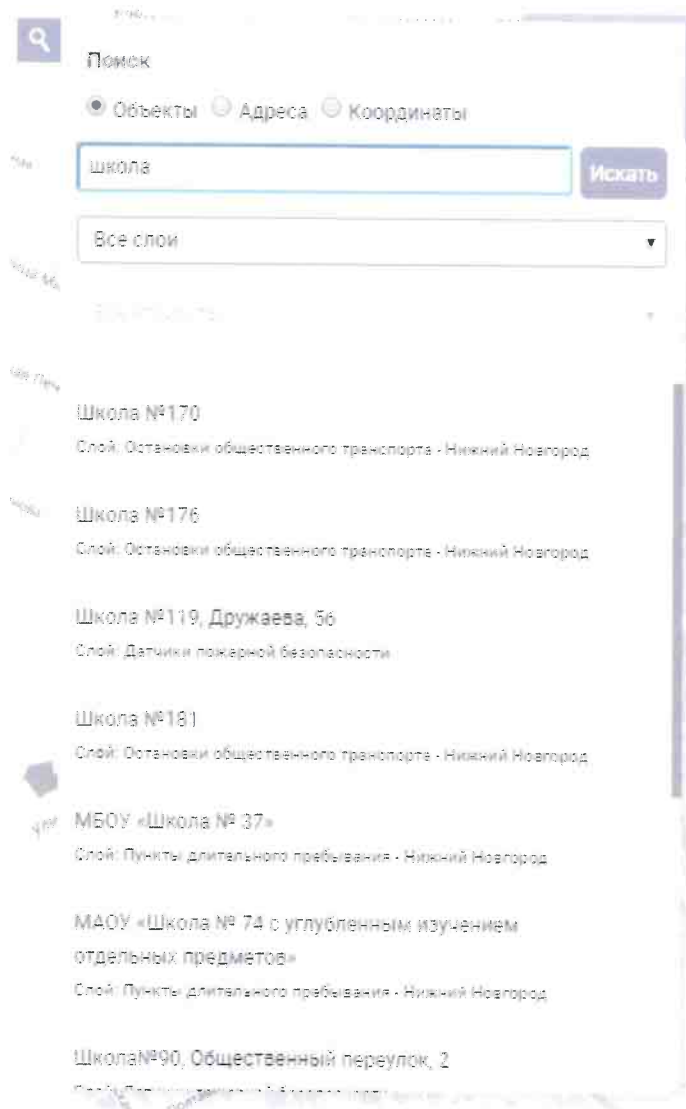 Поиск
Объекты Адреса Координаты
школа
Искать
Все слои
Школа №170
Слой: Остановки общественного транспорта - Нижний Новгород
Школа №176
Слой: Остановки общественного транспорта - Нижний Новгород
Школа №119, Дружаева, 56
Слой: Датчики пожарной безопасности
Школа №181
Слой: Остановки общественного транспорта - Нижний Новгород
МБОУ «Школа № 37»
Слой: Пункты длительного пребывания - Нижний Новгород
МАОУ «Школа № 74 с углубленным изучением
отдельных предметов»
Слой: Пункты длительного пребывания - Нижний Новгород
Школа№90, Общественный переулок, 2